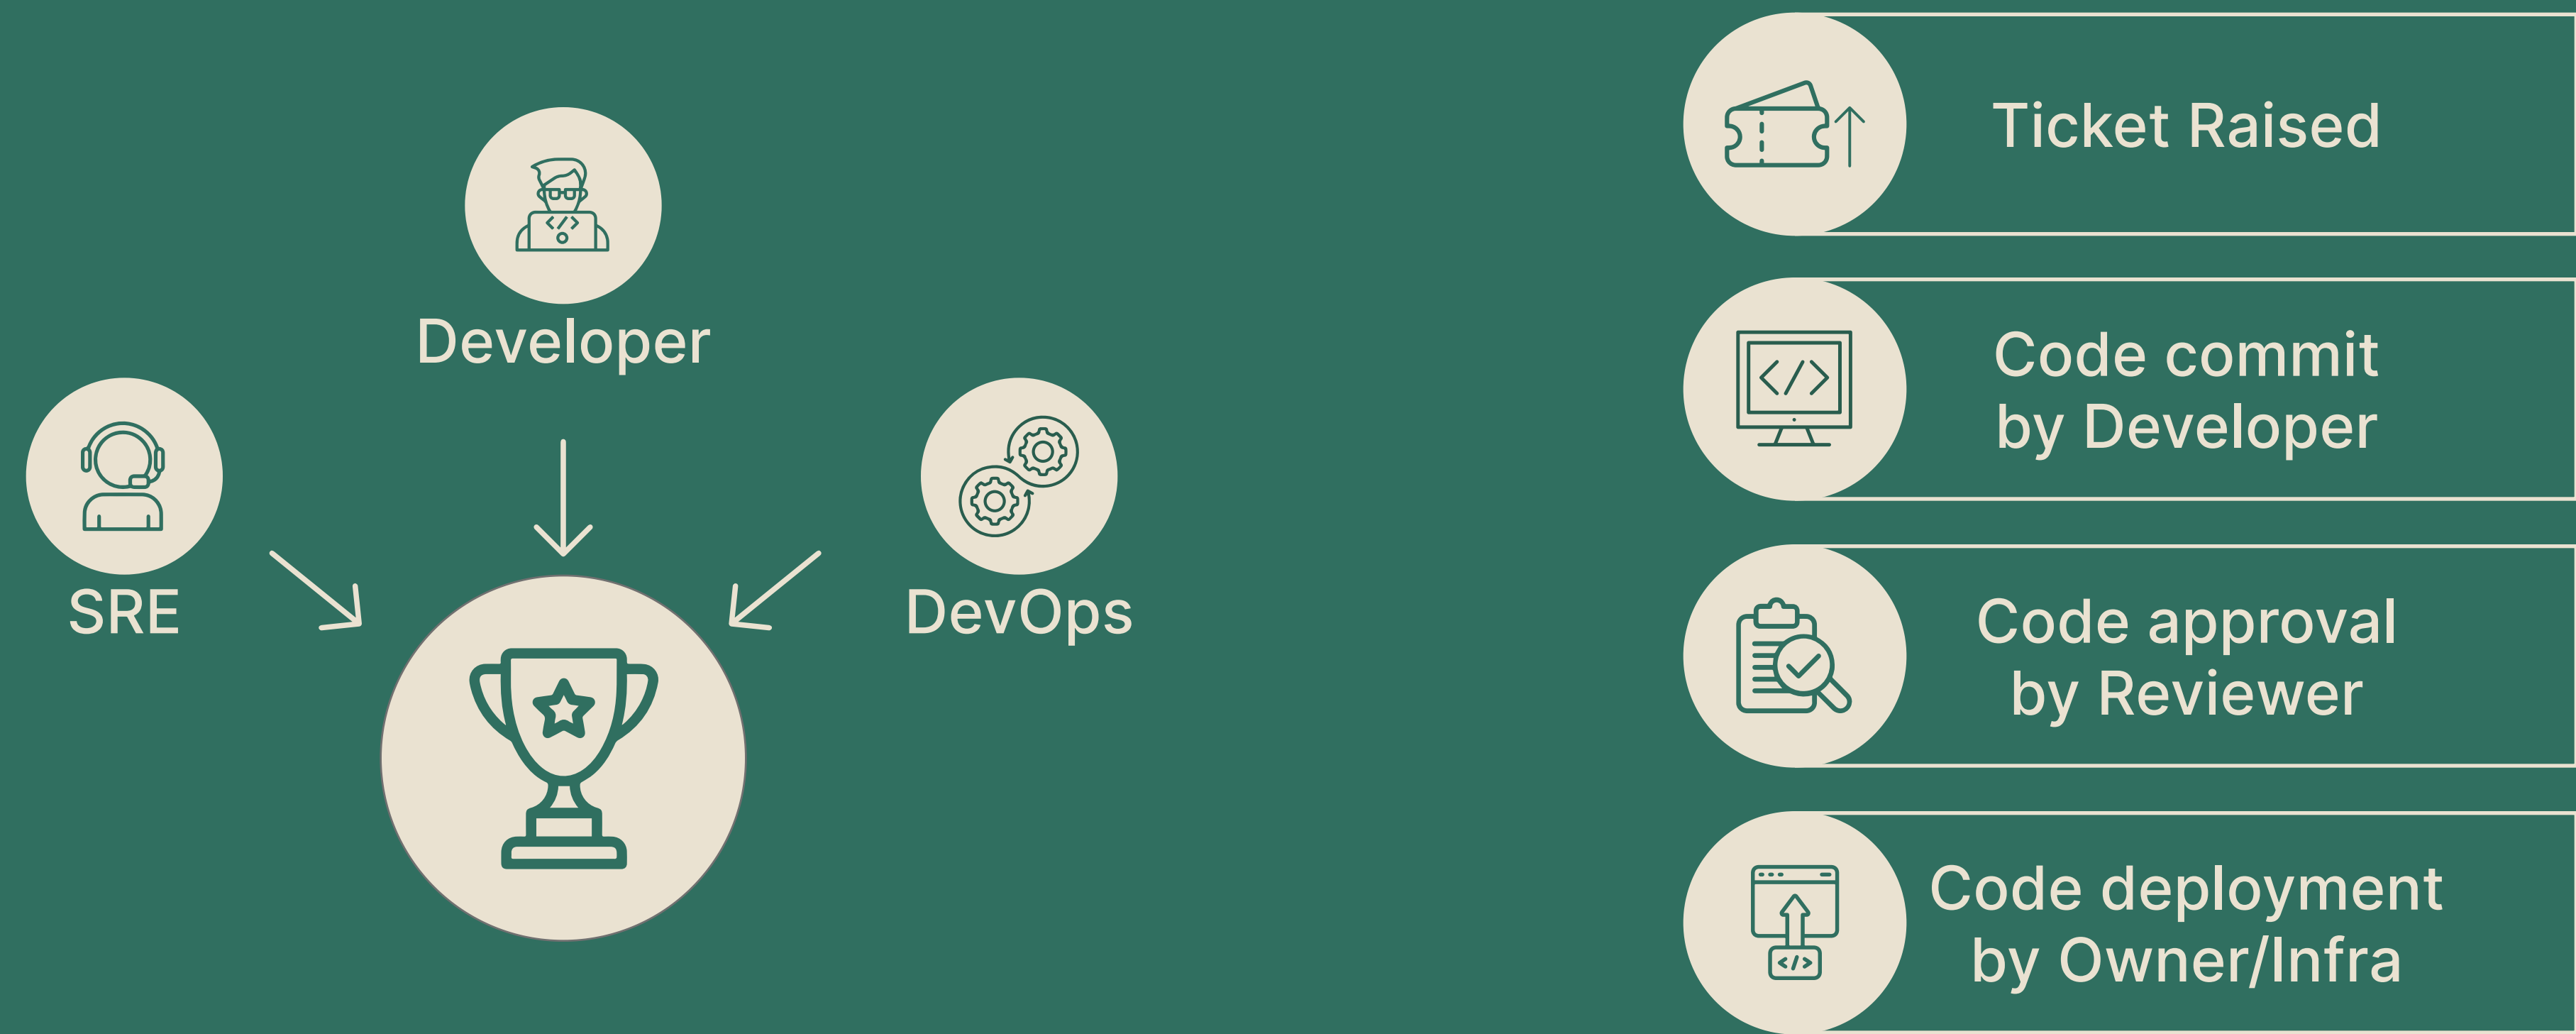 Developer
SRE
DevOps
Ticket Raised
Code commit
by Developer
Code approval
by Reviewer
Code deployment
by Owner/Infra